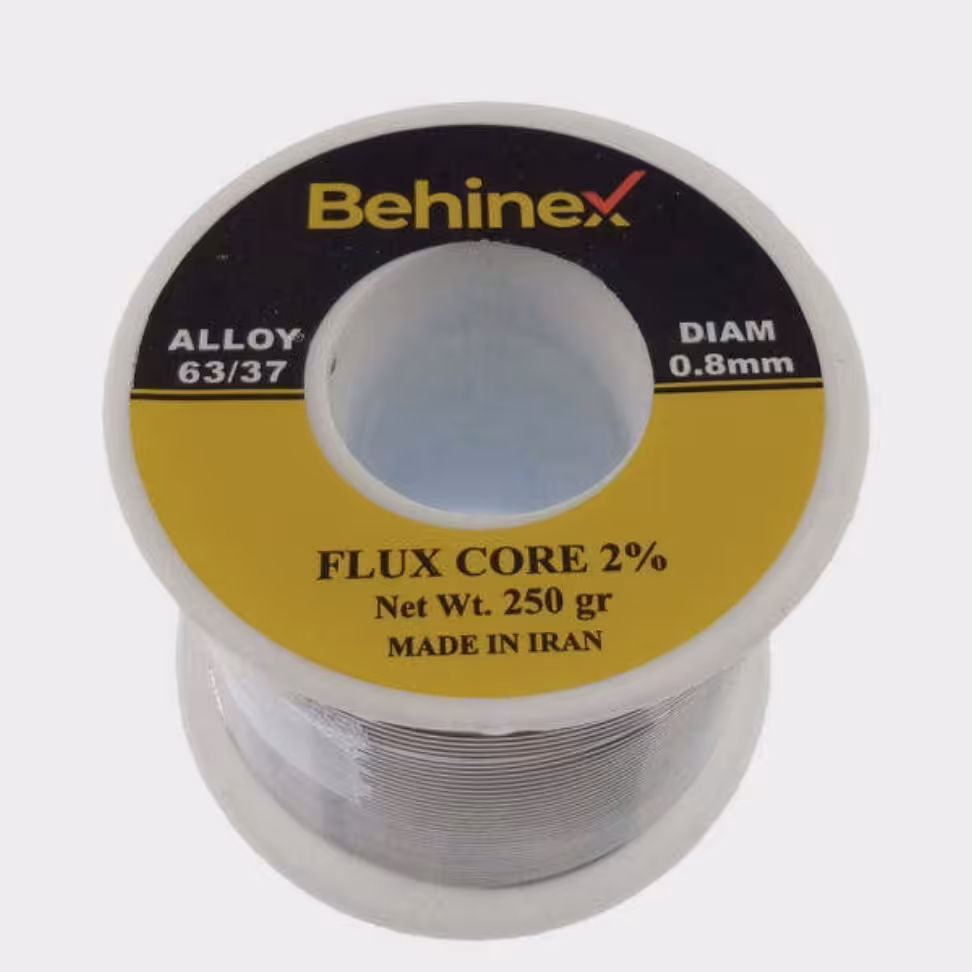 Behinex
ALLOY
63/37
DIAM
0.8mm
FLUX CORE 2%
Net Wt. 250 gr
MADE IN IRAN